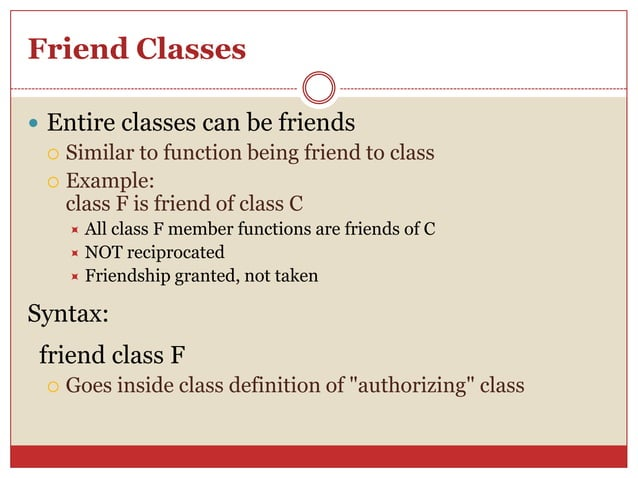 Friend Classes
Entire classes can be friends
Similar to function being friend to class
Example:
class F is friend of class C
All class F member functions are friends of C
NOT reciprocated
Friendship granted, not taken
Syntax:
friend class F
Goes inside class definition of "authorizing" class